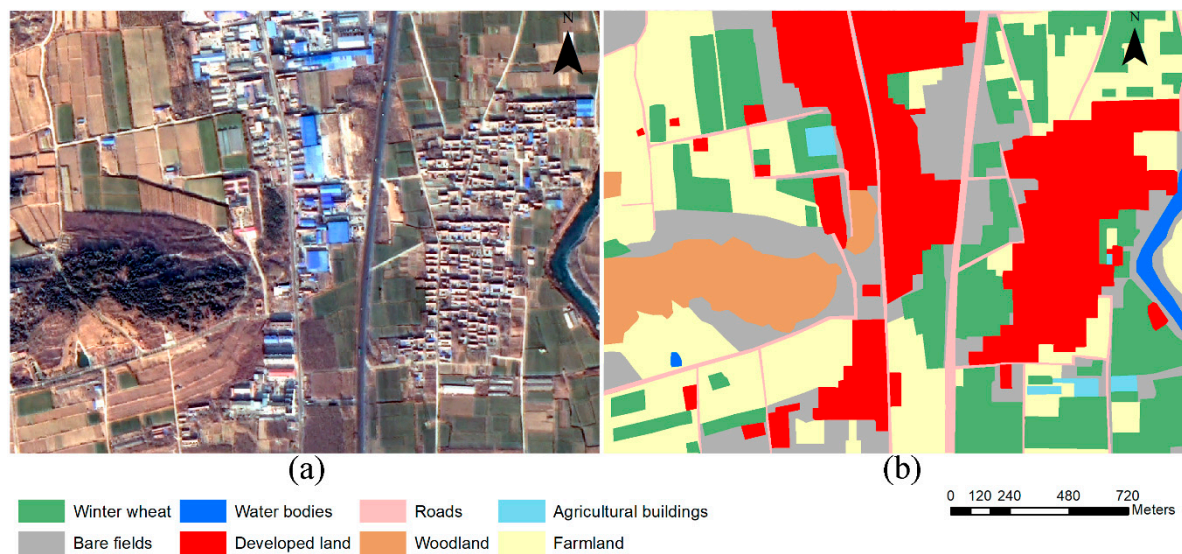 N
N
(a)
(b)
Winter wheat
Water bodies
Roads
Agricultural buildings
Bare fields
Developed land
Woodland
Farmland
0 120 240 480 720
Meters